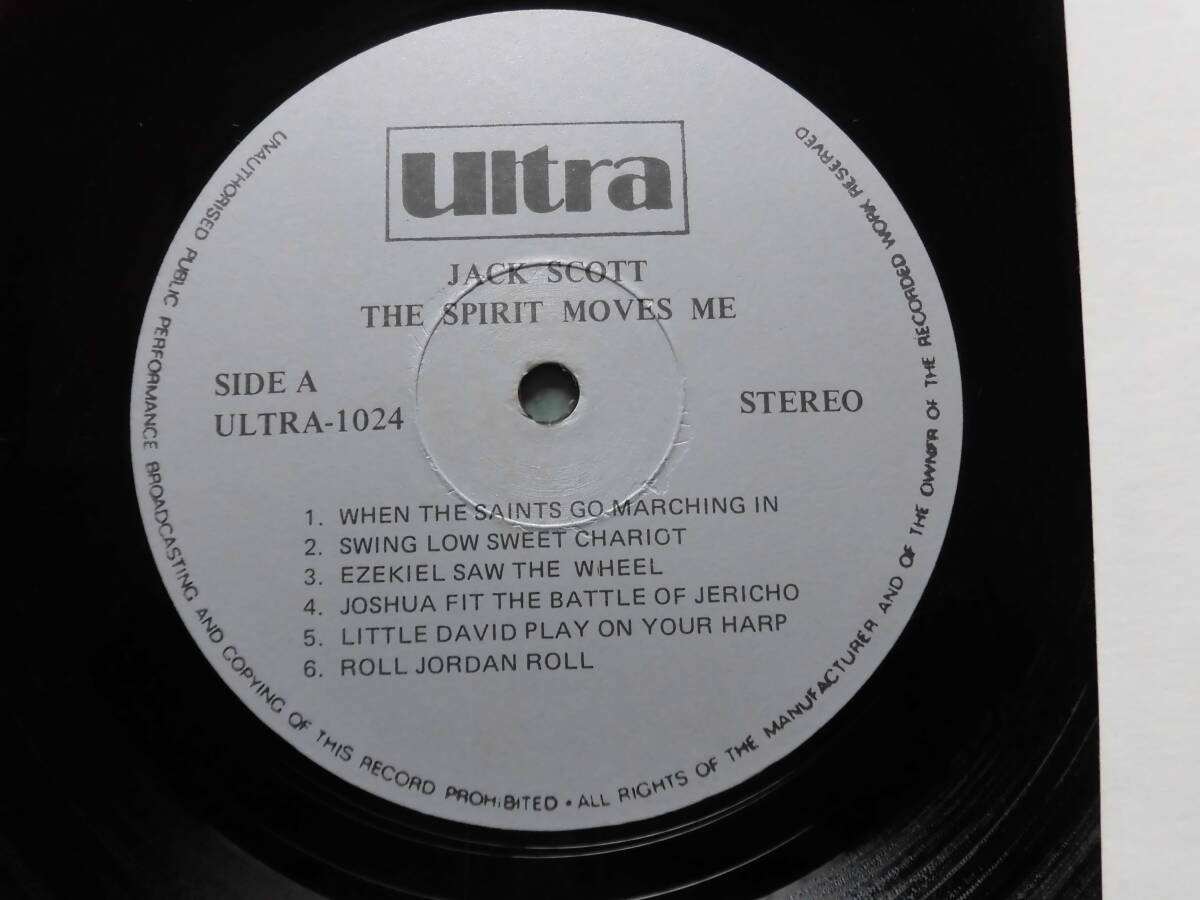 Ultra
JACK SCOTT
THE SPIRIT MOVES ME
SIDE A
ULTRA-1024
STEREO
1. WHEN THE SAINTS GO MARCHING IN
2. SWING LOW SWEET CHARIOT
3. EZEKIEL SAW THE WHEEL
4. JOSHUA FIT THE BATTLE OF JERICHO
5. LITTLE DAVID PLAY ON YOUR HARP
6. ROLL JORDAN ROLL
UNAUTHORISED PUBLIC PERFORMANCE BROADCASTING AND COPYING OF THIS RECORD PROHIBITED • ALL RIGHTS OF THE MANUFACTURER AND OF THE OWNER OF THE RECORDED WORK RESERVED